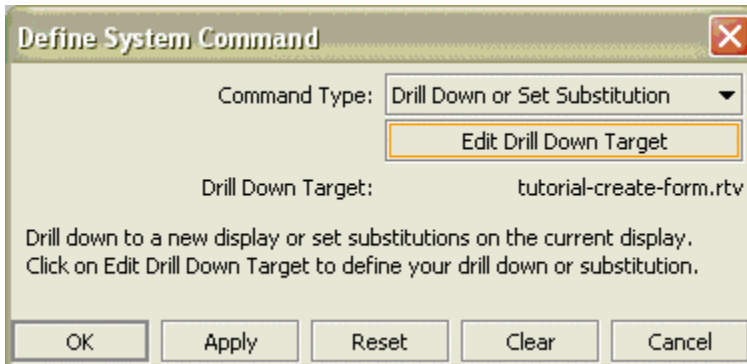 Define System Command
Command Type: Drill Down or Set Substitution
Edit Drill Down Target
Drill Down Target: tutorial-create-form.rtv
Drill down to a new display or set substitutions on the current display.
Click on Edit Drill Down Target to define your drill down or substitution.
OK Apply Reset Clear Cancel